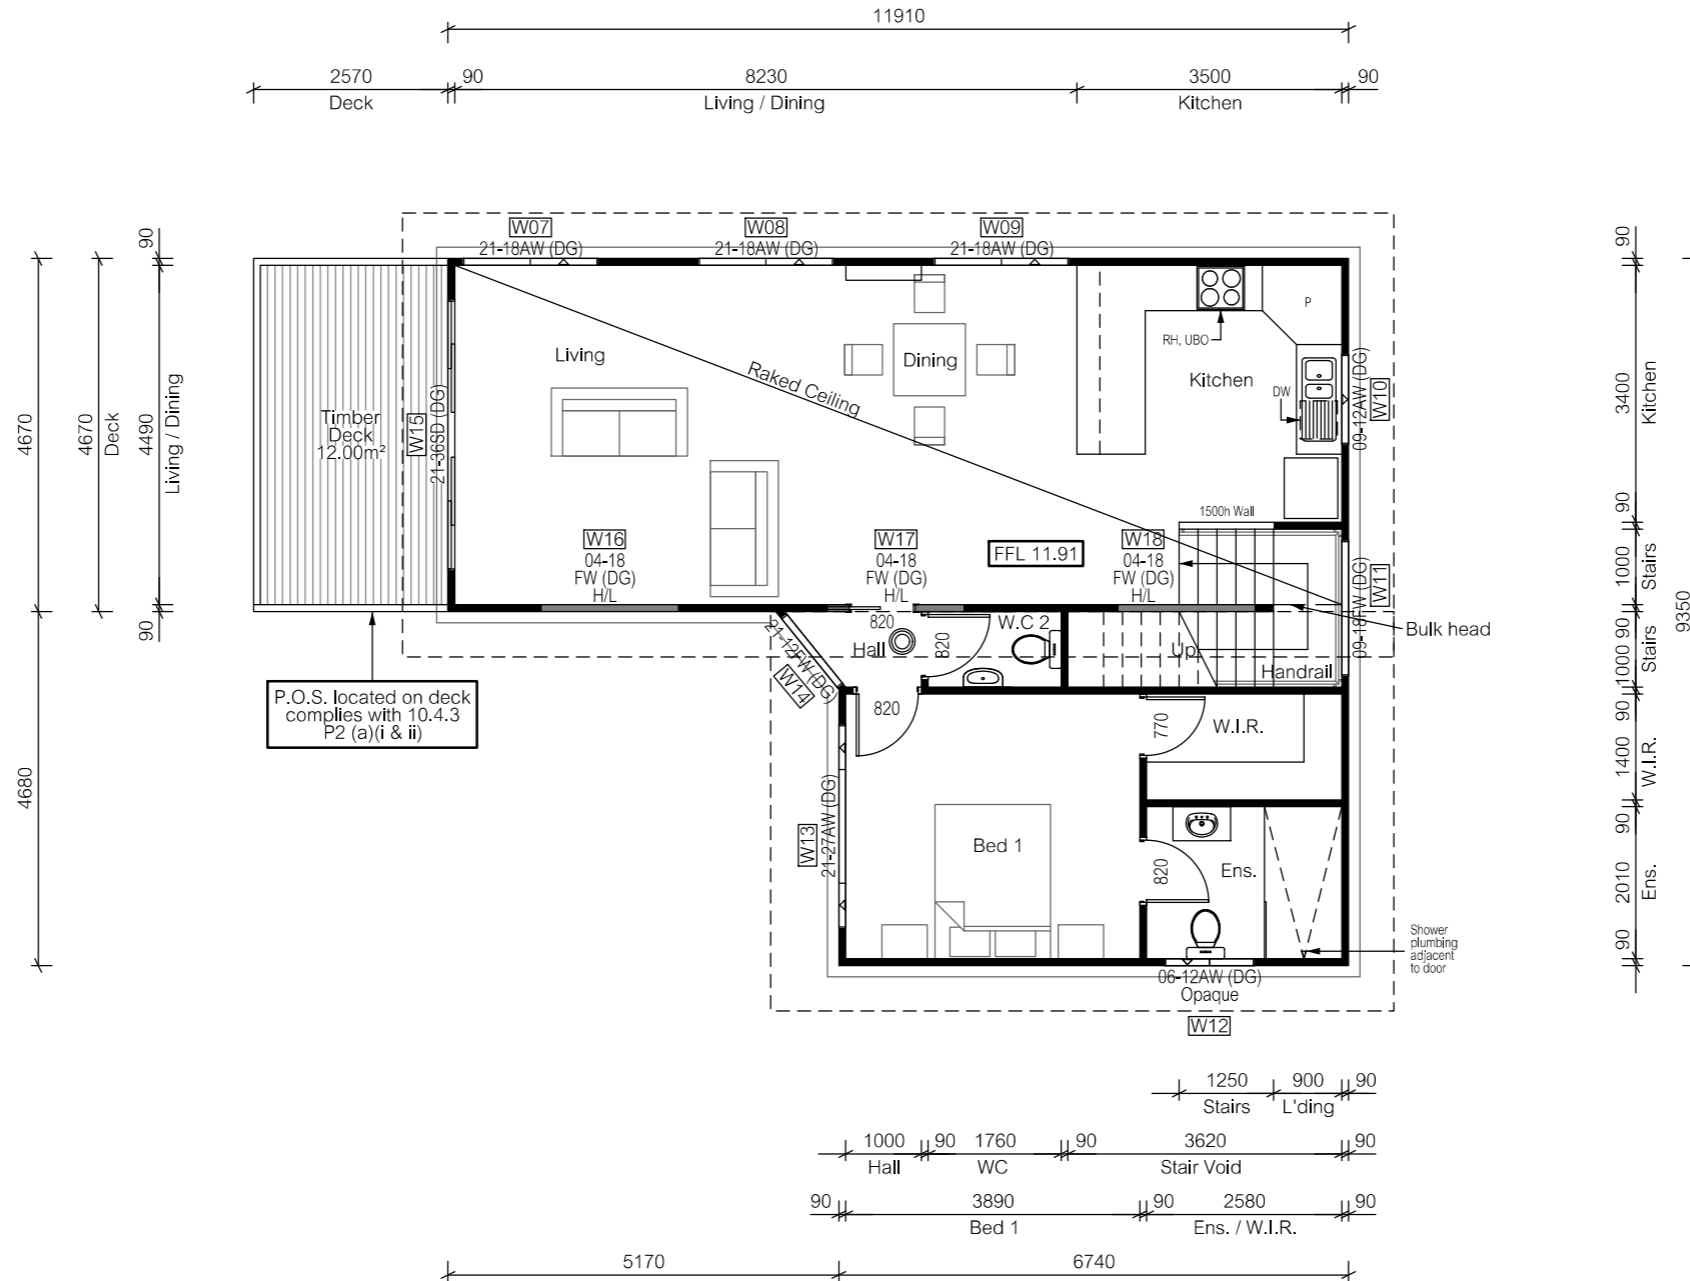 11910
2570
Deck
90
8230
Living / Dining
3500
Kitchen
90
W07
21-18AW (DG)
W08
21-18AW (DG)
W09
21-18AW (DG)
90
4670
4670
Deck
4490
Living / Dining
90
4680
Timber
Deck
12.00m²
W15
21-36SD (DG)
Living
Raked Ceiling
Dining
RH, UBO
P
Kitchen
DW
09-12AW (DG)
W10
1500h Wall
W16
04-18
FW (DG)
H/L
W17
04-18
FW (DG)
H/L
FFL 11.91
W18
04-18
FW (DG)
H/L
09-18FW (DG)
W11
Bulk head
820
Hall
820
W.C 2
Up
Handrail
21-12FW (DG)
W14
P.O.S. located on deck
complies with 10.4.3
P2 (a)(i & ii)
820
770
W.I.R.
W13
21-27AW (DG)
Bed 1
820
Ens.
Shower
plumbing
adjacent
to door
06-12AW (DG)
Opaque
W12
90
3400
Kitchen
90
1000
Stairs
90
1000
Stairs
90
1400
W.I.R.
90
2010
Ens.
90
9350
1250
Stairs
900
L'ding
90
1000
Hall
90
1760
WC
90
3620
Stair Void
90
90
3890
Bed 1
90
2580
Ens. / W.I.R.
90
5170
6740